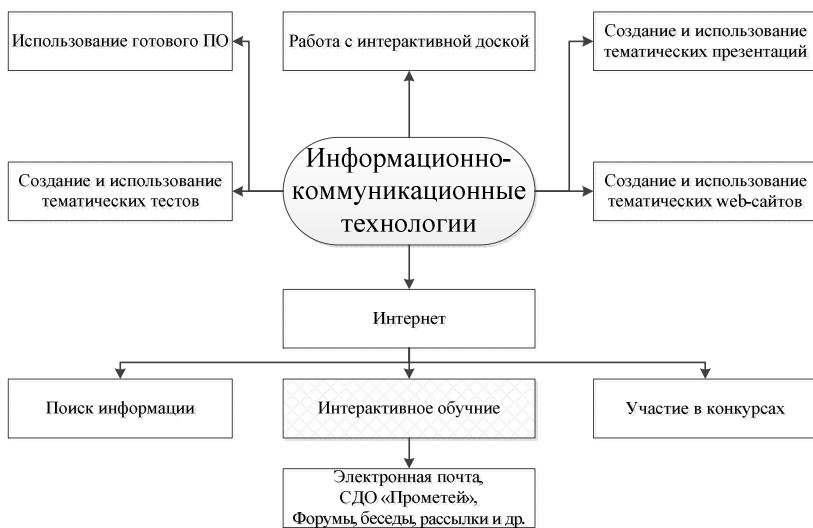 Использование готового ПО
Работа с интерактивной доской
Создание и использование
тематических презентаций
Создание и использование
тематических тестов
Информационно-
коммуникационные
технологии
Создание и использование
тематических web-сайтов
Интернет
Поиск информации
Интерактивное обучние
Участие в конкурсах
Электронная почта,
СДО «Прометей»,
Форумы, беседы, рассылки и др.